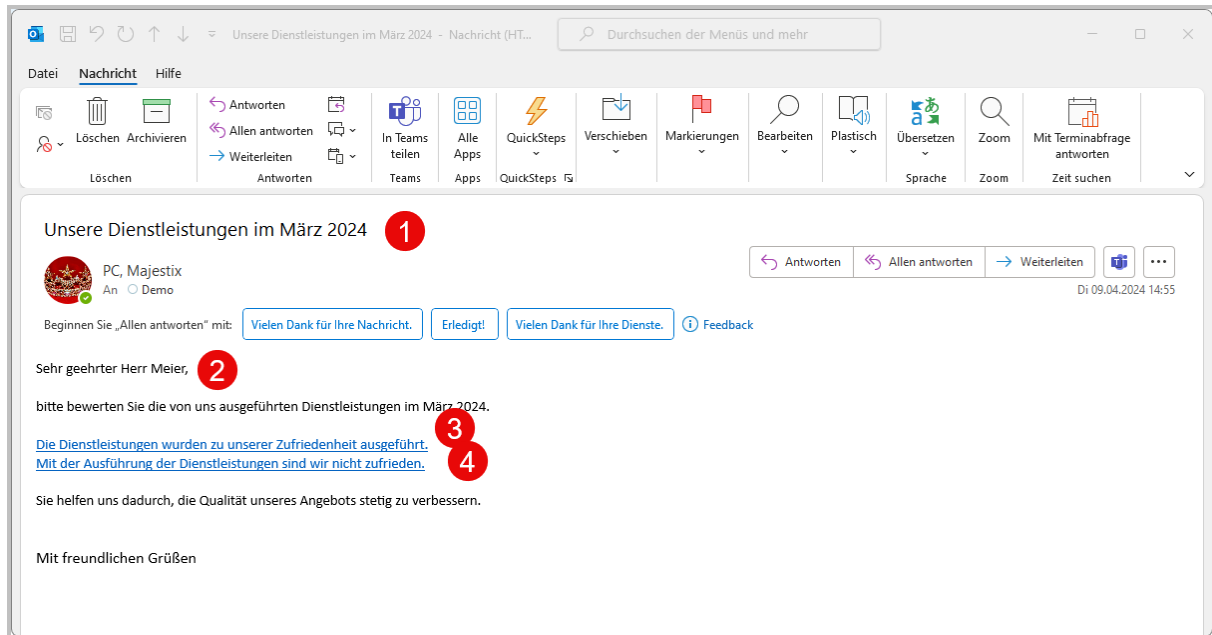 Unsere Dienstleistungen im März 2024 - Nachricht (HT... Durchsuchen der Menüs und mehr
Datei Nachricht Hilfe
Löschen Archivieren
Antworten
Allen antworten
Weiterleiten
In Teams teilen
Alle Apps
QuickSteps
Verschieben
Markierungen
Bearbeiten
Plastisch
Übersetzen
Zoom
Mit Terminabfrage antworten
Löschen Antworten Teams Apps QuickSteps Sprache Zoom Zeit suchen
Unsere Dienstleistungen im März 2024 1
PC, Majestix
An Demo
Antworten Allen antworten Weiterleiten
Di 09.04.2024 14:55
Beginnen Sie „Allen antworten“ mit: Vielen Dank für Ihre Nachricht. Erledigt! Vielen Dank für Ihre Dienste. Feedback
Sehr geehrter Herr Meier, 2
bitte bewerten Sie die von uns ausgeführten Dienstleistungen im März 2024.
Die Dienstleistungen wurden zu unserer Zufriedenheit ausgeführt. 3
Mit der Ausführung der Dienstleistungen sind wir nicht zufrieden. 4
Sie helfen uns dadurch, die Qualität unseres Angebots stetig zu verbessern.
Mit freundlichen Grüßen